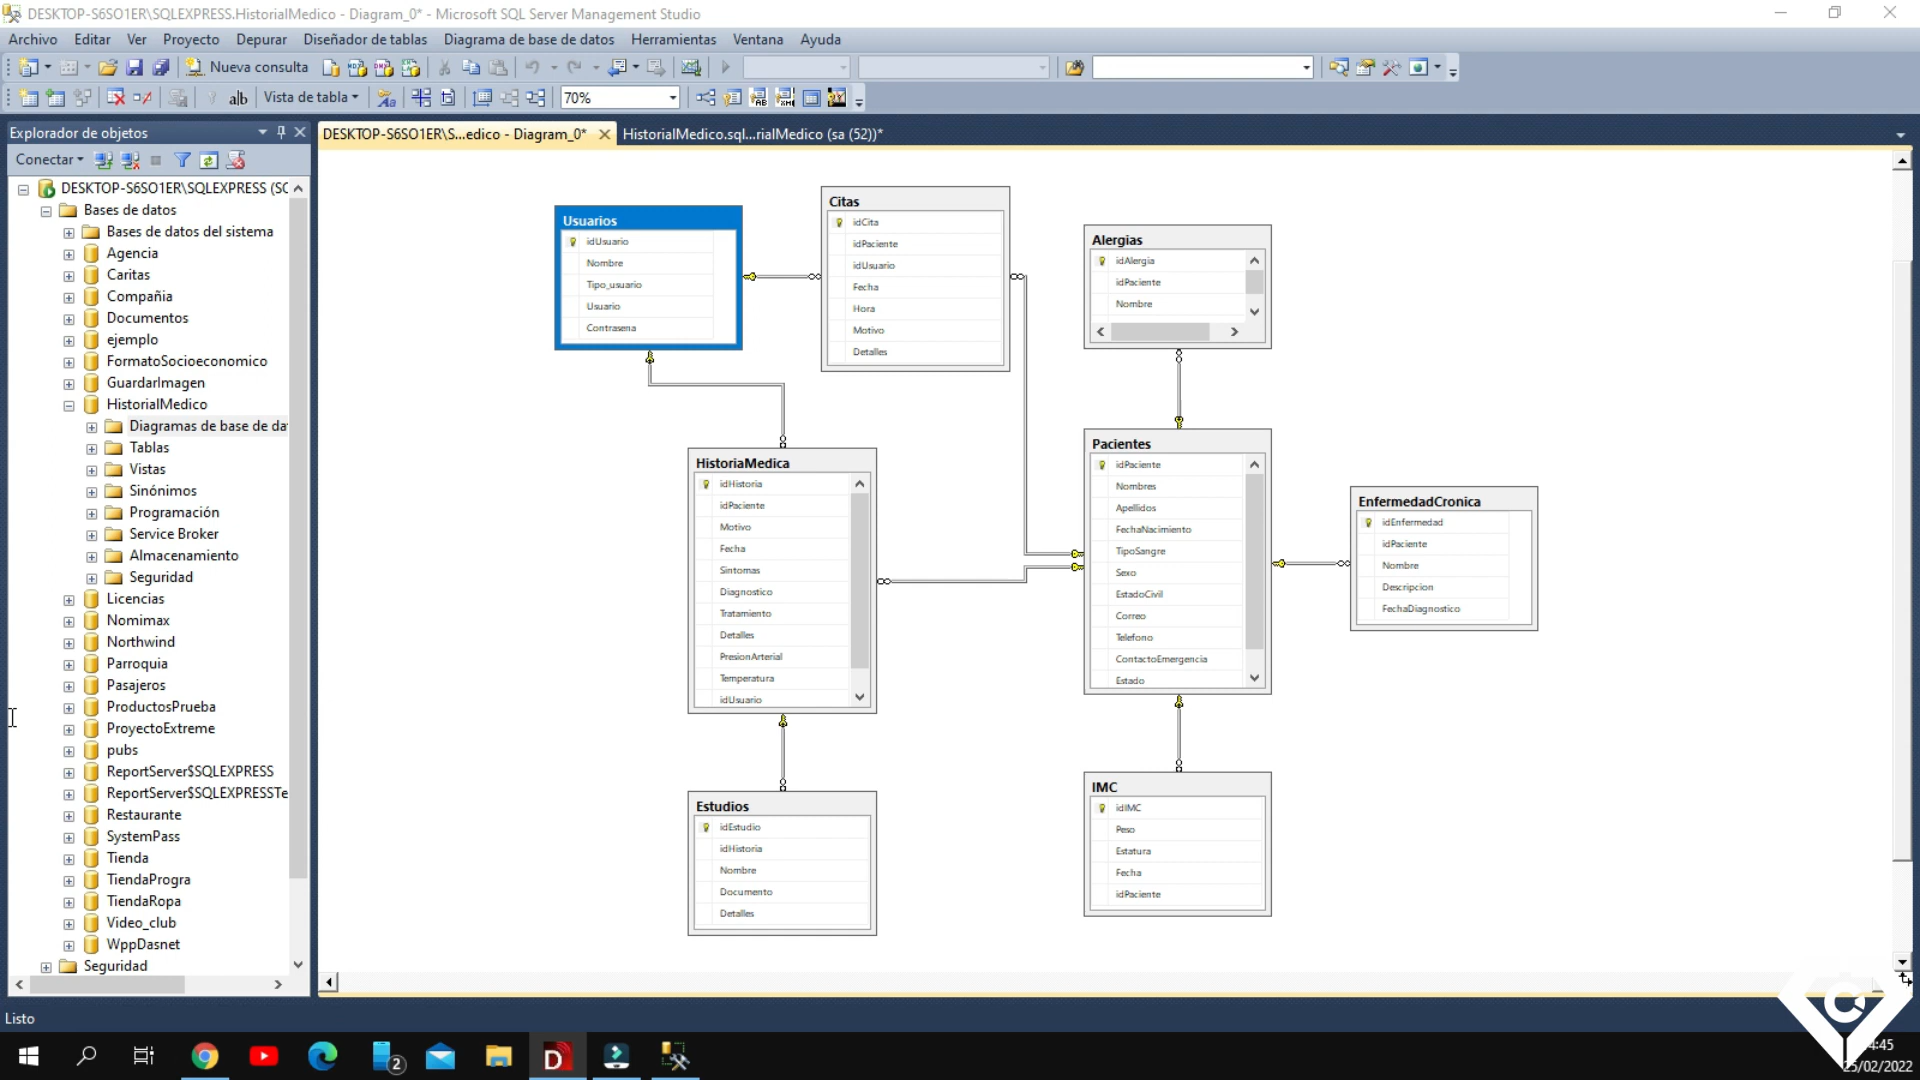 DESKTOP-S6SO1ER\SQLEXPRESS.HistorialMedico - Diagram_0* - Microsoft SQL Server Management Studio
Archivo Editar Ver Proyecto Depurar Diseñador de tablas Diagrama de base de datos Herramientas Ventana Ayuda
Nueva consulta
Vista de tabla 70%
Explorador de objetos
DESKTOP-S6SO1ER\S...edico - Diagram_0* HistorialMedico.sql...rialMedico (sa (52))*
Conectar
DESKTOP-S6SO1ER\SQLEXPRESS (SC
Bases de datos
Bases de datos del sistema
Agencia
Caritas
Compañia
Documentos
ejemplo
FormatoSocioeconomico
GuardarImagen
HistorialMedico
Diagramas de base de da
Tablas
Vistas
Sinónimos
Programación
Service Broker
Almacenamiento
Seguridad
Licencias
Nomimax
Northwind
Parroquia
Pasajeros
ProductosPrueba
ProyectoExtreme
pubs
ReportServer$SQLEXPRESS
ReportServer$SQLEXPRESSTe
Restaurante
SystemPass
Tienda
TiendaProgra
TiendaRopa
Video_club
WppDasnet
Seguridad
Usuarios
idUsuario
Nombre
Tipo_usuario
Usuario
Contrasena
Citas
idCita
idPaciente
idUsuario
Fecha
Hora
Motivo
Detalles
Alergias
idAlergia
idPaciente
Nombre
HistoriaMedica
idHistoria
idPaciente
Motivo
Fecha
Sintomas
Diagnostico
Tratamiento
Detalles
PresionArterial
Temperatura
idUsuario
Pacientes
idPaciente
Nombres
Apellidos
FechaNacimiento
TipoSangre
Sexo
EstadoCivil
Correo
Telefono
ContactoEmergencia
Estado
EnfermedadCronica
idEnfermedad
idPaciente
Nombre
Descripcion
FechaDiagnostico
Estudios
idEstudio
idHistoria
Nombre
Documento
Detalles
IMC
idIMC
Peso
Estatura
Fecha
idPaciente
Listo
2
4:45
25/02/2022